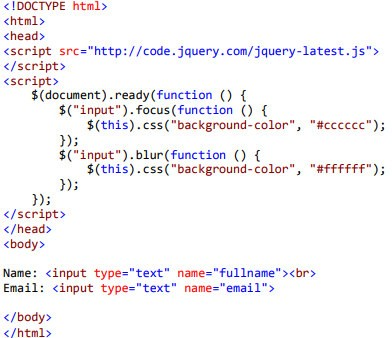 <!DOCTYPE html>
<html>
<head>
<script src="http://code.jquery.com/jquery-latest.js">
</script>
<script>
    $(document).ready(function () {
        $("input").focus(function () {
            $(this).css("background-color", "#cccccc");
        });
        $("input").blur(function () {
            $(this).css("background-color", "#ffffff");
        });
    });
</script>
</head>
<body>

Name: <input type="text" name="fullname"><br>
Email: <input type="text" name="email">

</body>
</html>